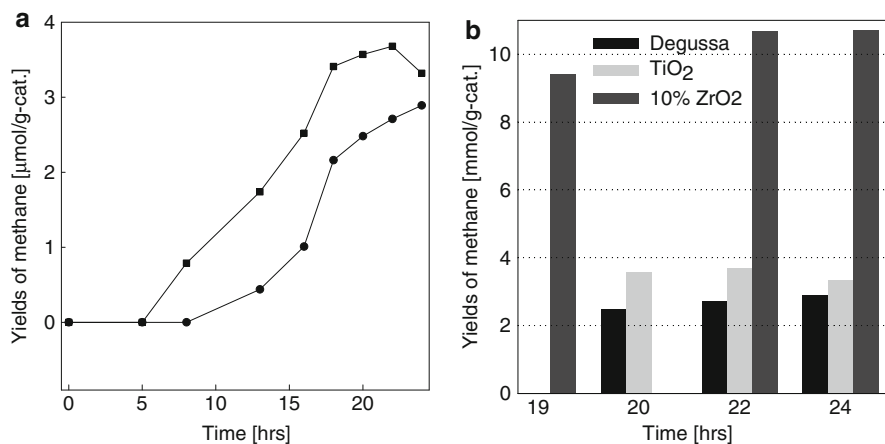 a
Yields of methane [µmol/g-cat.]
4
3
2
1
0
0 5 10 15 20
Time [hrs]
b
Yields of methane [mmol/g-cat.]
10
8
6
4
2
0
Degussa
TiO2
10% ZrO2
19 20 22 24
Time [hrs]